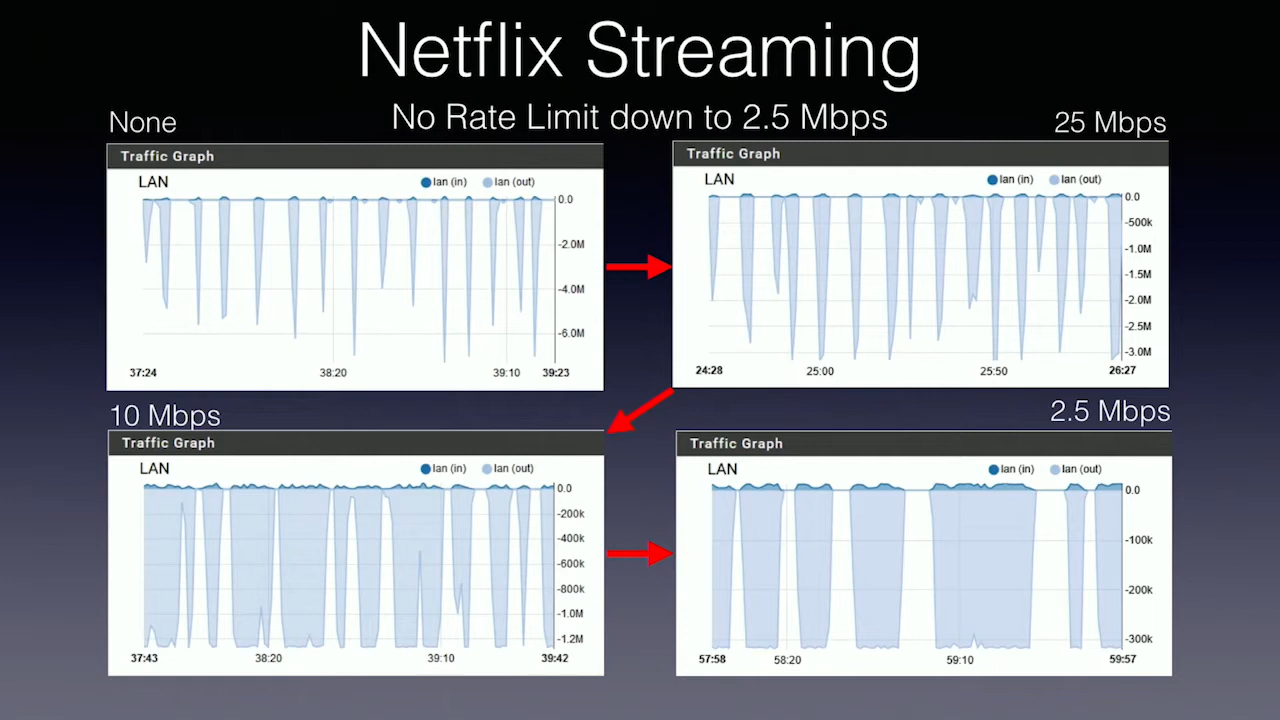 Netflix Streaming
No Rate Limit down to 2.5 Mbps
None
Traffic Graph
LAN
lan (in) lan (out)
0.0
-2.0M
-4.0M
-6.0M
37:24 38:20 39:10 39:23
25 Mbps
Traffic Graph
LAN
lan (in) lan (out)
0.0
-500k
-1.0M
-1.5M
-2.0M
-2.5M
-3.0M
24:28 25:00 25:50 26:27
10 Mbps
Traffic Graph
LAN
lan (in) lan (out)
0.0
-200k
-400k
-600k
-800k
-1.0M
-1.2M
37:43 38:20 39:10 39:42
2.5 Mbps
Traffic Graph
LAN
lan (in) lan (out)
0.0
-100k
-200k
-300k
57:58 58:20 59:10 59:57